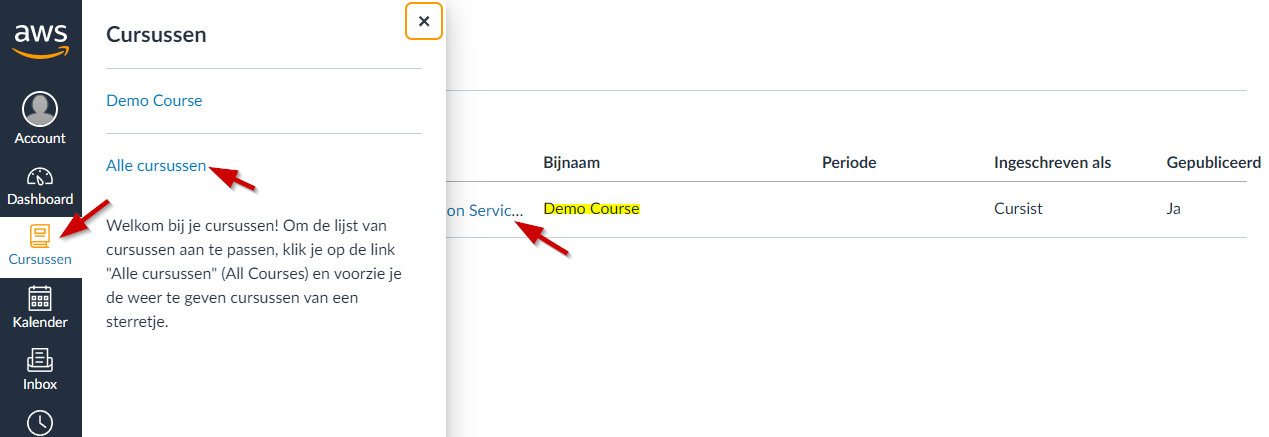 aws
Account
Dashboard
Cursussen
Kalender
Inbox
Cursussen
Demo Course
Alle cursussen
Welkom bij je cursussen! Om de lijst van
cursussen aan te passen, klik je op de link
"Alle cursussen" (All Courses) en voorzie je
de weer te geven cursussen van een
sterretje.
Bijnaam Periode Ingeschreven als Gepubliceerd
on Servic... Demo Course Cursist Ja